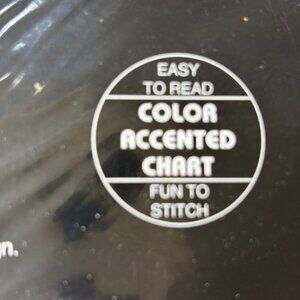 EASY
TO READ
COLOR
ACCENTED
CHART
FUN TO
STITCH